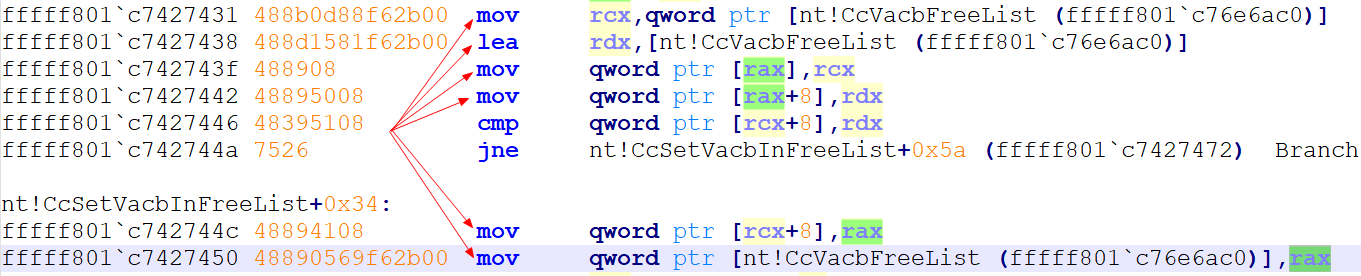 fffff801`c7427431 488b0d88f62b00 mov rcx,qword ptr [nt!CcVacbFreeList (fffff801`c76e6ac0)]
fffff801`c7427438 488d1581f62b00 lea rdx,[nt!CcVacbFreeList (fffff801`c76e6ac0)]
fffff801`c742743f 488908 mov qword ptr [rax],rcx
fffff801`c7427442 48895008 mov qword ptr [rax+8],rdx
fffff801`c7427446 48395108 cmp qword ptr [rcx+8],rdx
fffff801`c742744a 7526 jne nt!CcSetVacbInFreeList+0x5a (fffff801`c7427472) Branch
nt!CcSetVacbInFreeList+0x34:
fffff801`c742744c 48894108 mov qword ptr [rcx+8],rax
fffff801`c7427450 48890569f62b00 mov qword ptr [nt!CcVacbFreeList (fffff801`c76e6ac0)],rax